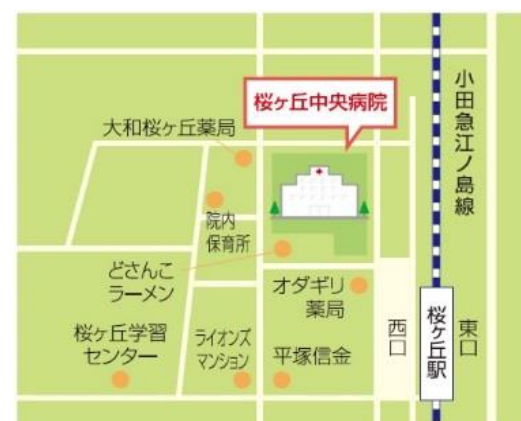 桜ヶ丘中央病院
小田急江ノ島線
大和桜ヶ丘薬局
院内
保育所
どさんこ
ラーメン
オダギリ
薬局
桜ヶ丘学習
センター
ライオンズ
マンション
平塚信金
西口
桜ヶ丘駅
東口